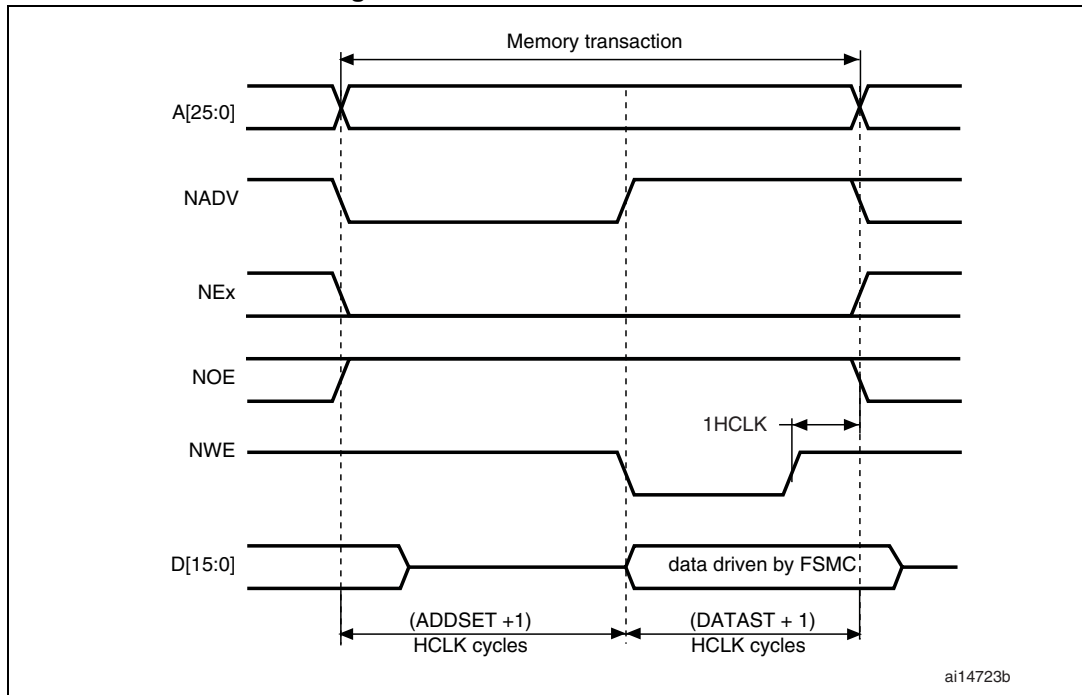 Memory transaction
A[25:0]
NADV
NEx
NOE
1HCLK
NWE
D[15:0]
data driven by FSMC
(ADDSET +1)
HCLK cycles
(DATAST + 1)
HCLK cycles
ai14723b